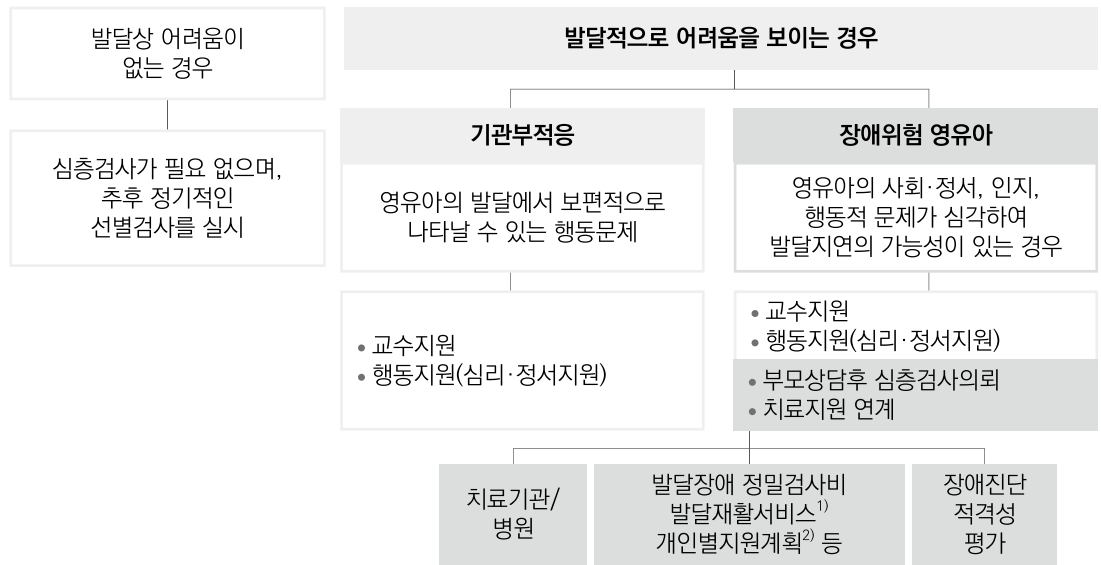 발달상 어려움이
없는 경우
심층검사가 필요 없으며,
추후 정기적인
선별검사를 실시
발달적으로 어려움을 보이는 경우
기관부적응
영유아의 발달에서 보편적으로
나타날 수 있는 행동문제
• 교수지원
• 행동지원(심리·정서지원)
장애위험 영유아
영유아의 사회·정서, 인지,
행동적 문제가 심각하여
발달지연의 가능성이 있는 경우
• 교수지원
• 행동지원(심리·정서지원)
• 부모상담후 심층검사의뢰
• 치료지원 연계
치료기관/
병원
발달장애 정밀검사비
발달재활서비스1)
개인별지원계획2) 등
장애진단
적격성
평가